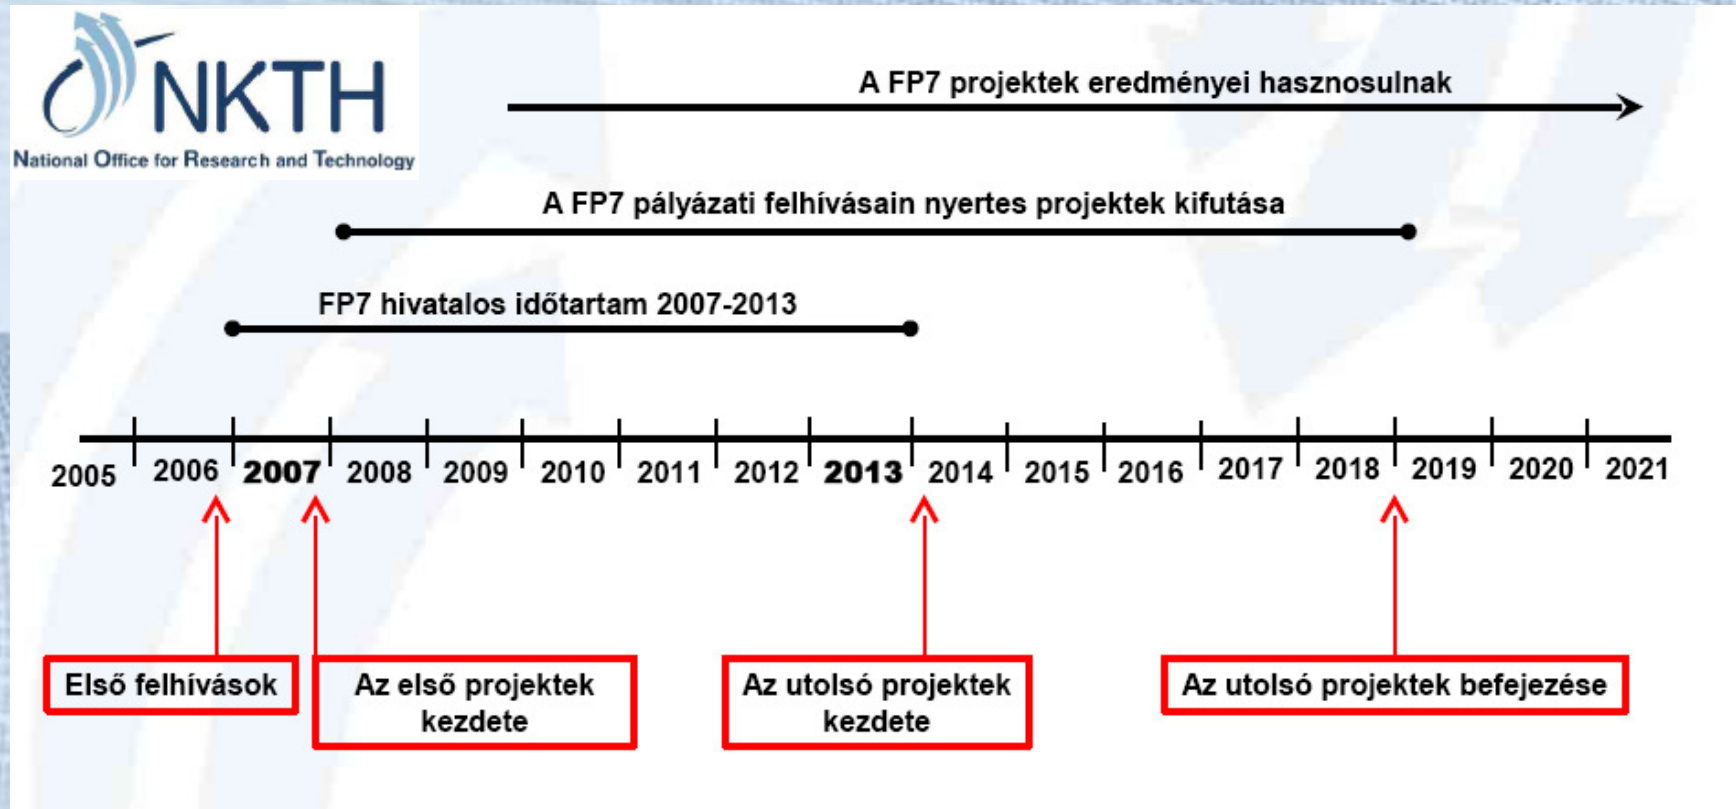 NKTH
National Office for Research and Technology
A FP7 projektek eredményei hasznosulnak
A FP7 pályázati felhívásain nyertes projektek kifutása
FP7 hivatalos időtartam 2007-2013
2005 2006 2007 2008 2009 2010 2011 2012 2013 2014 2015 2016 2017 2018 2019 2020 2021
Első felhívások
Az első projektek
kezdete
Az utolsó projektek
kezdete
Az utolsó projektek befejezése